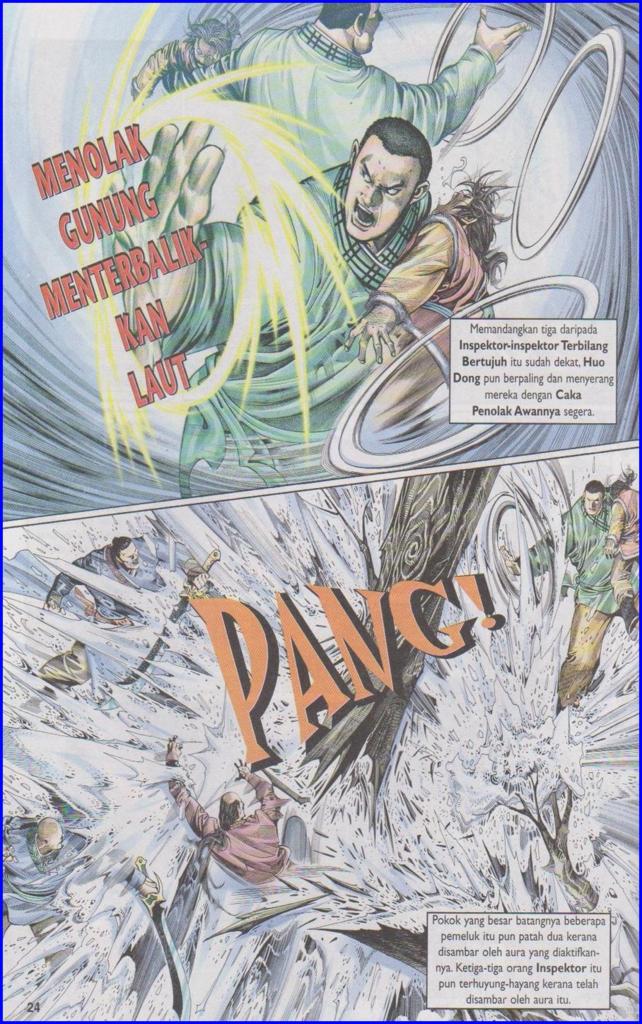 MENOLAK
GUNUNG
MENTERBALIK-
KAN
LAUT
Memandangkan tiga daripada
Inspektor-inspektor Terbilang
Bertujuh itu sudah dekat, Huo
Dong pun berpaling dan menyerang
mereka dengan Caka
Penolak Awannya segera.
PANG!
Pokok yang besar batangnya beberapa
pemeluk itu pun patah dua kerana
disambar oleh aura yang diaktifkan-
nya. Ketiga-tiga orang Inspektor itu
pun terhuyung-hayang kerana telah
disambar oleh aura itu.
24